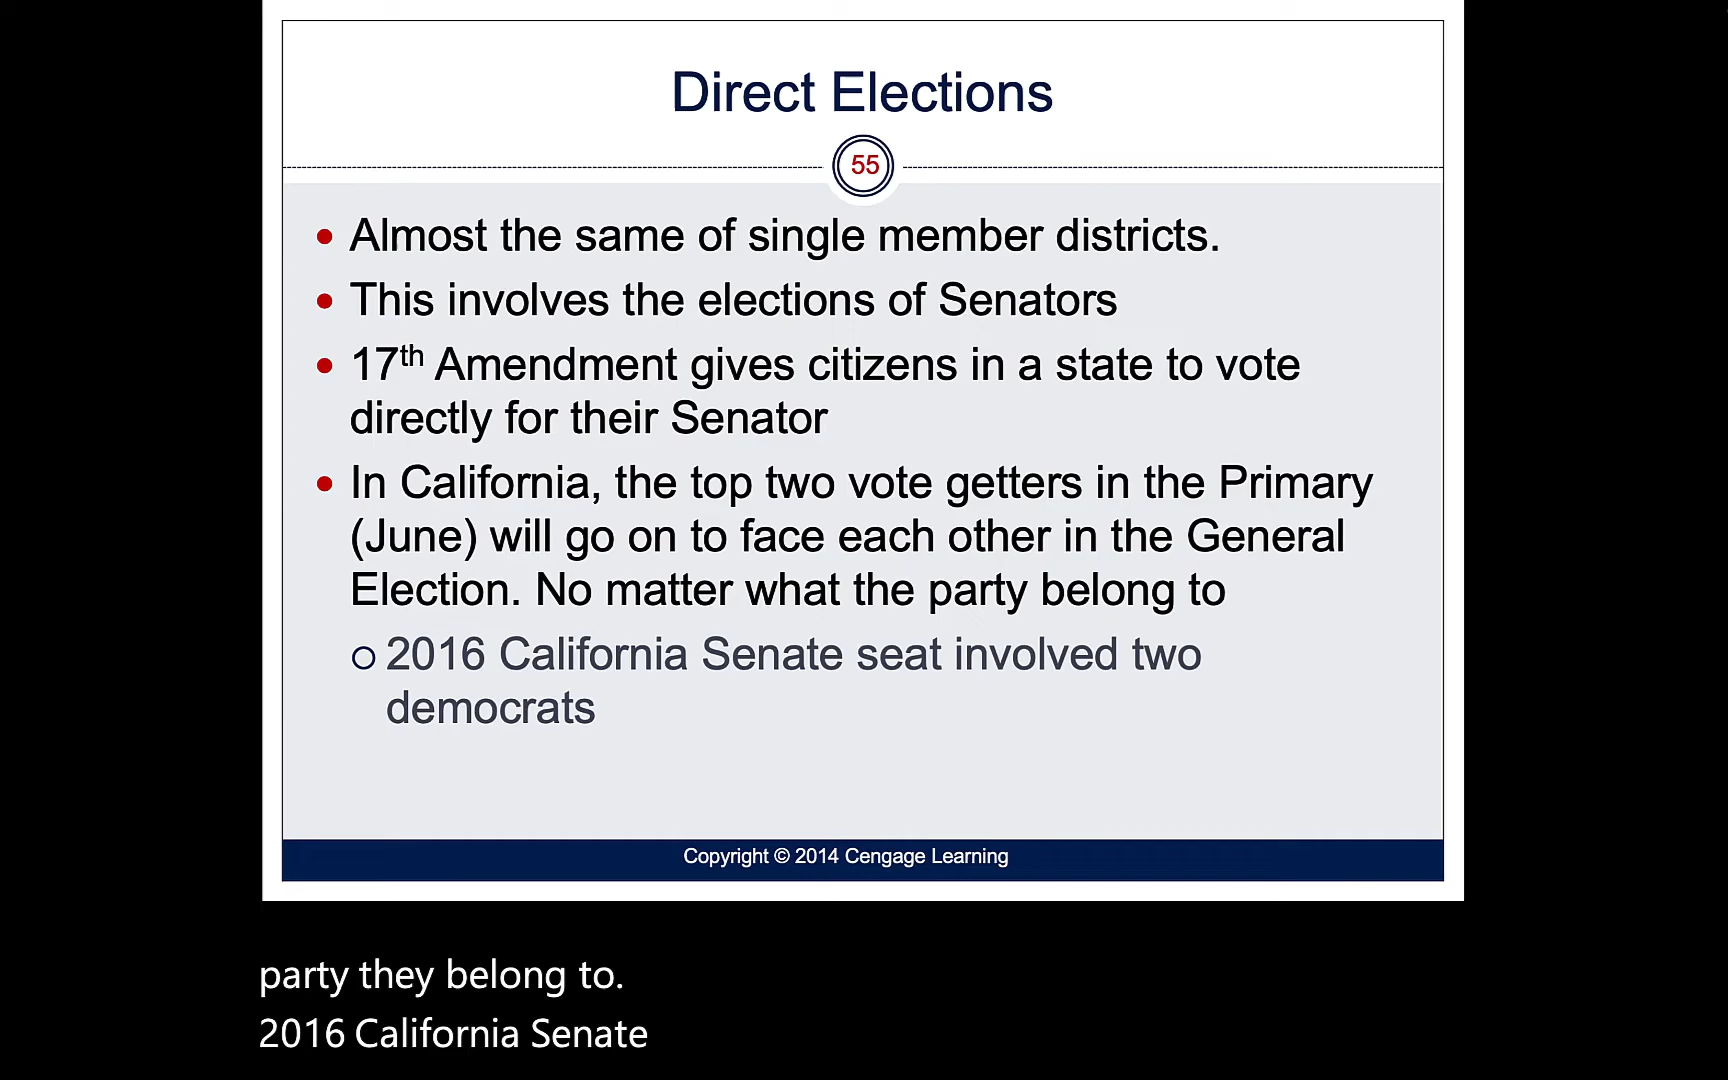 Direct Elections
55
• Almost the same of single member districts.
• This involves the elections of Senators
• 17th Amendment gives citizens in a state to vote
directly for their Senator
• In California, the top two vote getters in the Primary
(June) will go on to face each other in the General
Election. No matter what the party belong to
○ 2016 California Senate seat involved two
democrats
Copyright © 2014 Cengage Learning
party they belong to.
2016 California Senate